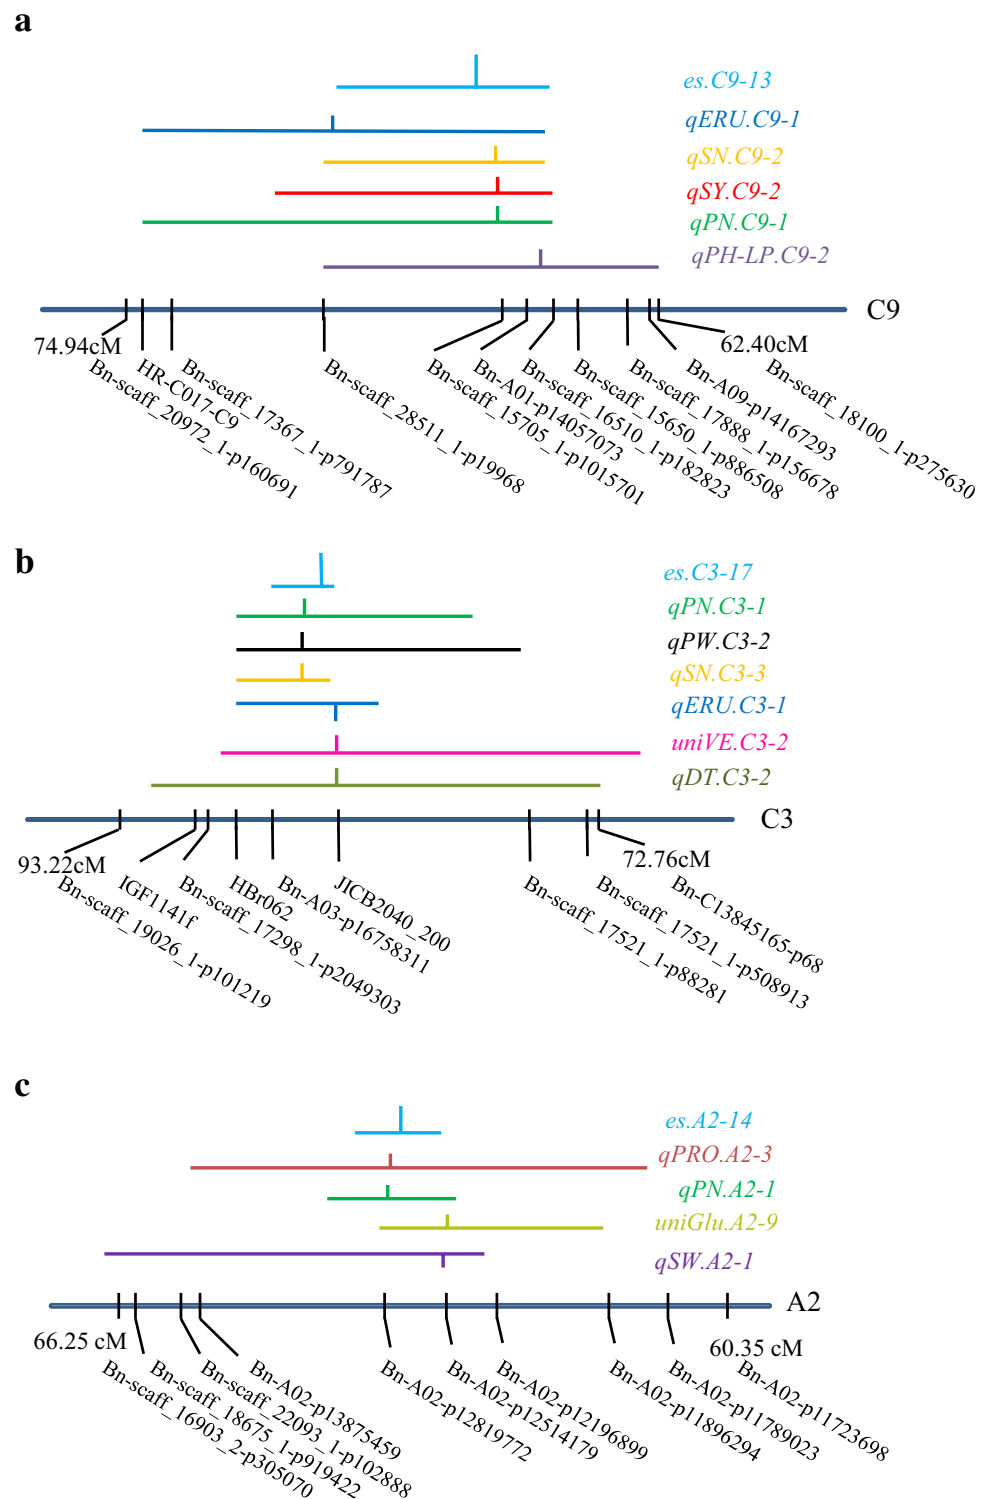 a
es.C9-13
qERU.C9-1
qSN.C9-2
qSY.C9-2
qPN.C9-1
qPH-LP.C9-2
C9
74.94cM
62.40cM
Bn-scaff_20972_1-p160691
HR-C017-C9
Bn-scaff_17367_1-p791787
Bn-scaff_28511_1-p19968
Bn-scaff_15705_1-p1015701
Bn-A01-p14057073
Bn-scaff_16510_1-p182823
Bn-scaff_15650_1-p886508
Bn-scaff_17888_1-p156678
Bn-A09-p14167293
Bn-scaff_18100_1-p275630
b
es.C3-17
qPN.C3-1
qPW.C3-2
qSN.C3-3
qERU.C3-1
uniVE.C3-2
qDT.C3-2
C3
93.22cM
72.76cM
Bn-scaff_19026_1-p101219
IGF1141f
Bn-scaff_17298_1-p2049303
HBr062
Bn-A03-p16758311
JICB2040_200
Bn-scaff_17521_1-p88281
Bn-scaff_17521_1-p508913
Bn-C13845165-p68
c
es.A2-14
qPRO.A2-3
qPN.A2-1
uniGlu.A2-9
qSW.A2-1
A2
66.25 cM
60.35 cM
Bn-scaff_16903_2-p305070
Bn-scaff_18675_1-p919422
Bn-scaff_22093_1-p102888
Bn-A02-p13875459
Bn-A02-p12819772
Bn-A02-p12514179
Bn-A02-p12196899
Bn-A02-p11896294
Bn-A02-p11789023
Bn-A02-p11723698